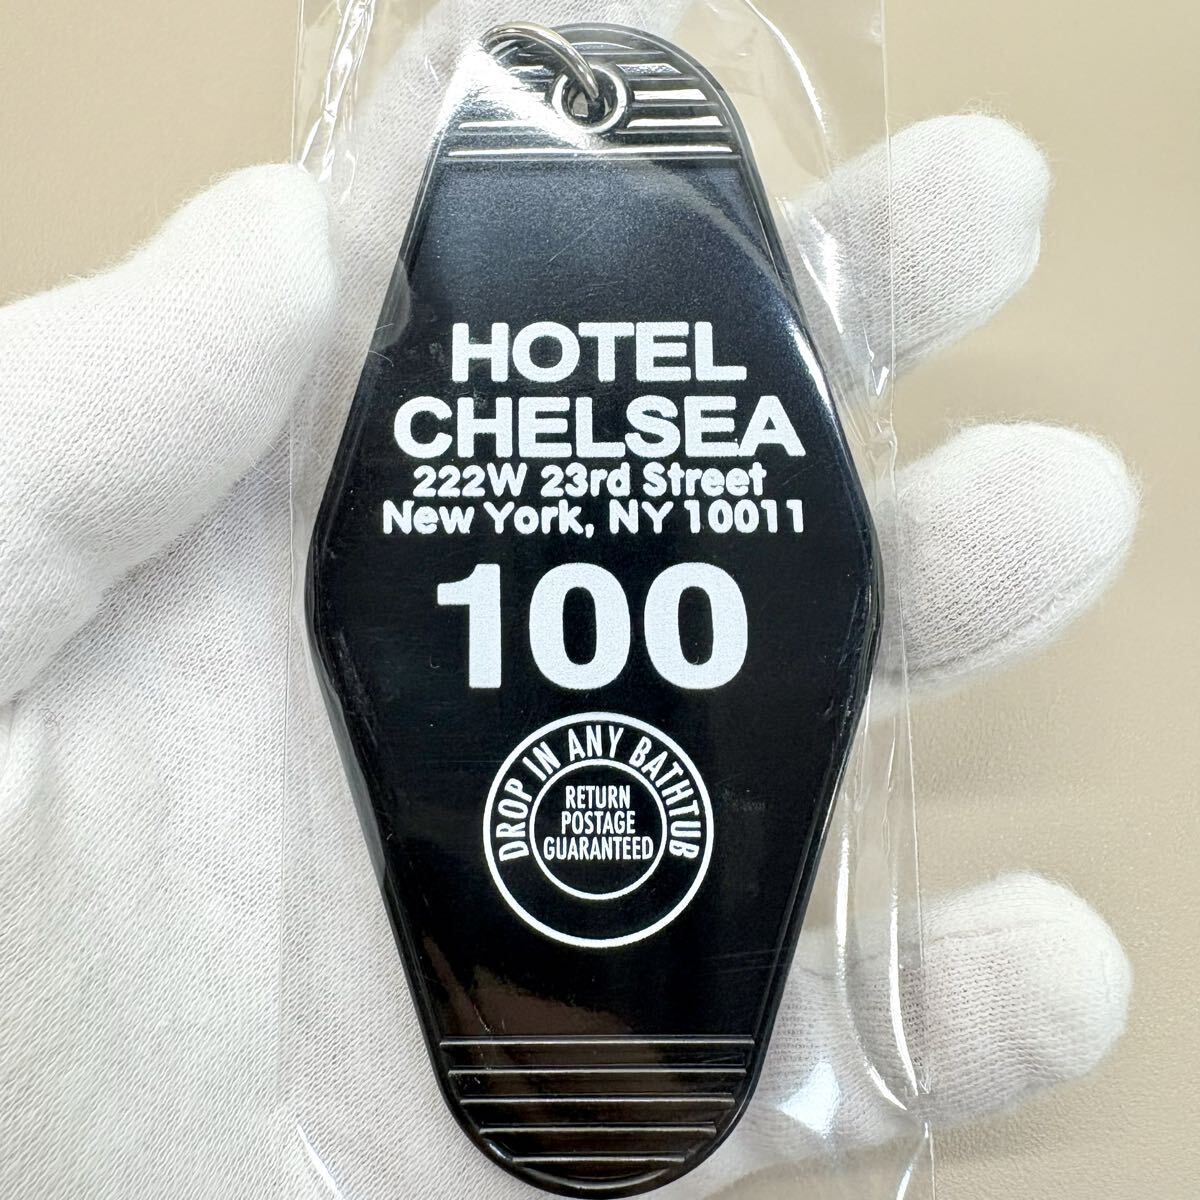 HOTEL
CHELSEA
222W 23rd Street
New York, NY 10011
100
DROP IN ANY BATHTUB
RETURN
POSTAGE
GUARANTEED